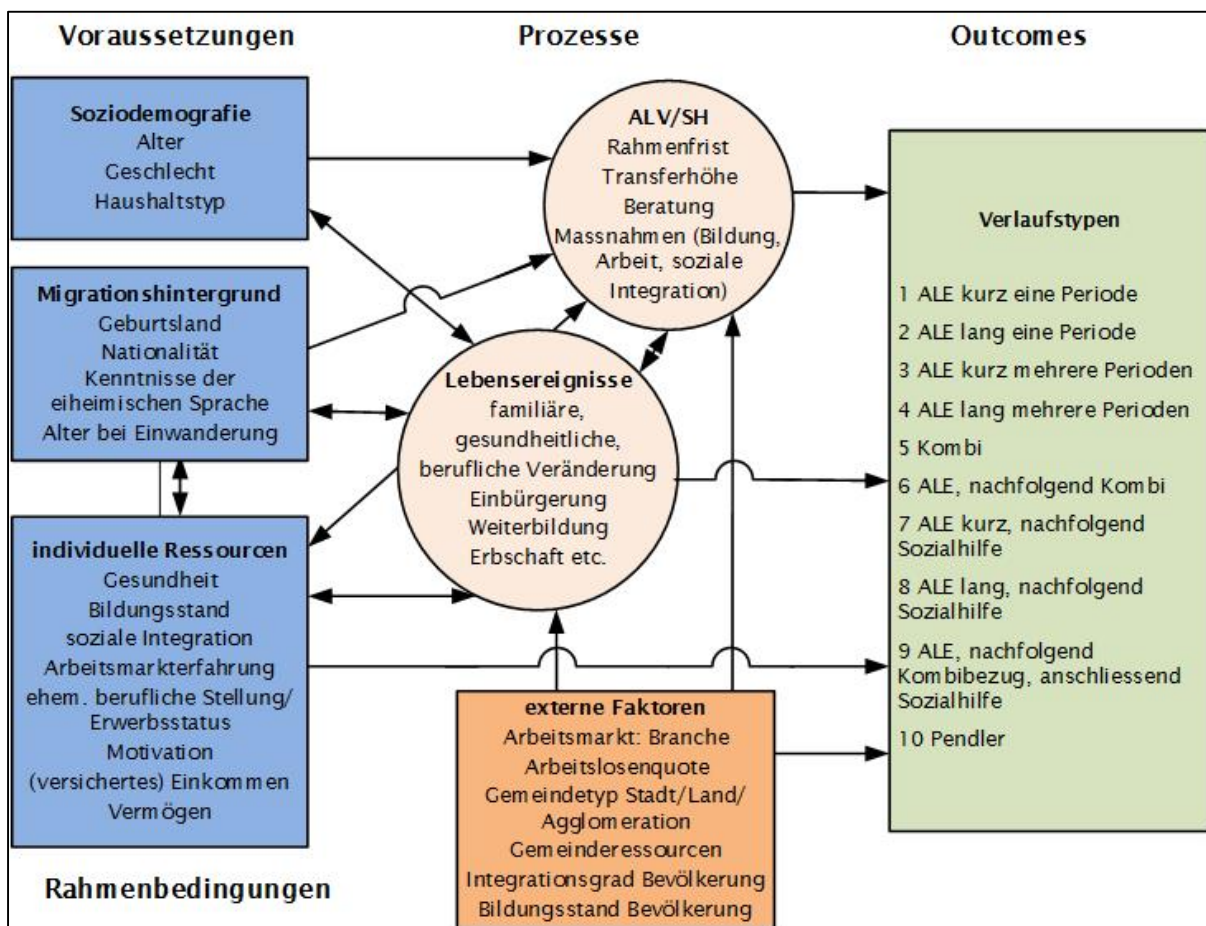 Voraussetzungen
Prozesse
Outcomes
Soziodemografie
Alter
Geschlecht
Haushaltstyp
Migrationshintergrund
Geburtsland
Nationalität
Kenntnisse der
eiheimischen Sprache
Alter bei Einwanderung
individuelle Ressourcen
Gesundheit
Bildungsstand
soziale Integration
Arbeitsmarkterfahrung
ehem. berufliche Stellung/
Erwerbsstatus
Motivation
(versichertes) Einkommen
Vermögen
Rahmenbedingungen
ALV/SH
Rahmenfrist
Transferhöhe
Beratung
Massnahmen (Bildung,
Arbeit, soziale
Integration)
Lebensereignisse
familiäre,
gesundheitliche,
berufliche Veränderung
Einbürgerung
Weiterbildung
Erbschaft etc.
externe Faktoren
Arbeitsmarkt: Branche
Arbeitslosenquote
Gemeindetyp Stadt/Land/
Agglomeration
Gemeinderessourcen
Integrationsgrad Bevölkerung
Bildungsstand Bevölkerung
Verlaufstypen
1 ALE kurz eine Periode
2 ALE lang eine Periode
3 ALE kurz mehrere Perioden
4 ALE lang mehrere Perioden
5 Kombi
6 ALE, nachfolgend Kombi
7 ALE kurz, nachfolgend
Sozialhilfe
8 ALE lang, nachfolgend
Sozialhilfe
9 ALE, nachfolgend
Kombibezug, anschliessend
Sozialhilfe
10 Pendler